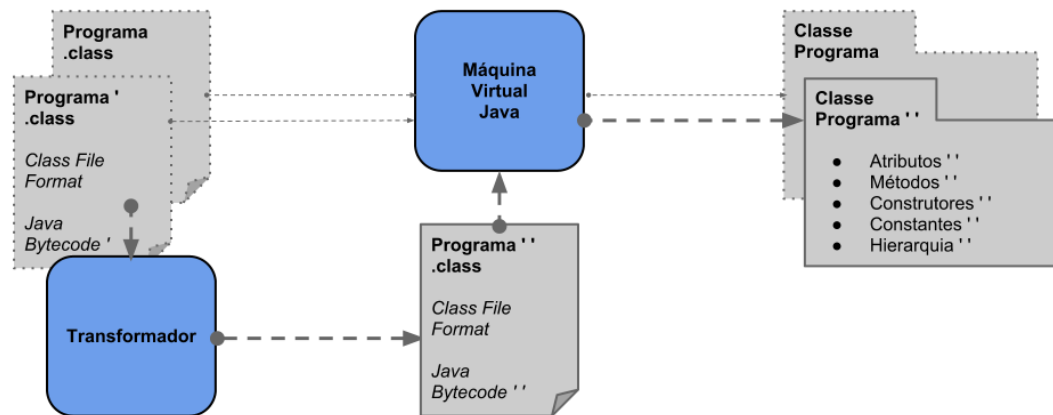 Programa
.class
Programa '
.class
Class File
Format
Java
Bytecode '
Transformador
Máquina
Virtual
Java
Programa ' '
.class
Class File
Format
Java
Bytecode ' '
Classe
Programa
Classe
Programa ' '
● Atributos ' '
● Métodos ' '
● Construtores ' '
● Constantes ' '
● Hierarquia ' '